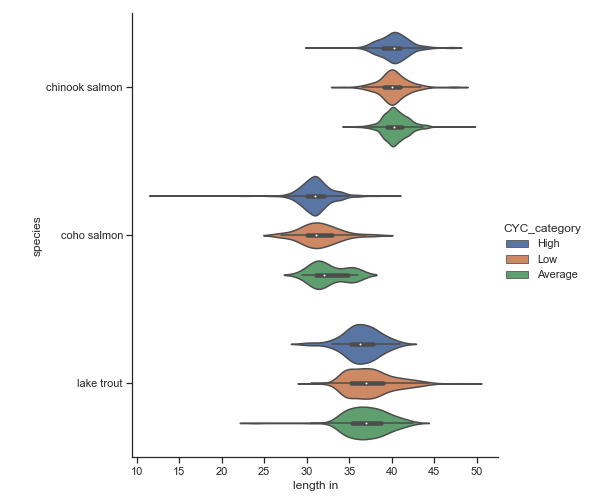 chinook salmon
coho salmon
lake trout
species
10 15 20 25 30 35 40 45 50
length in
CYC_category
High
Low
Average